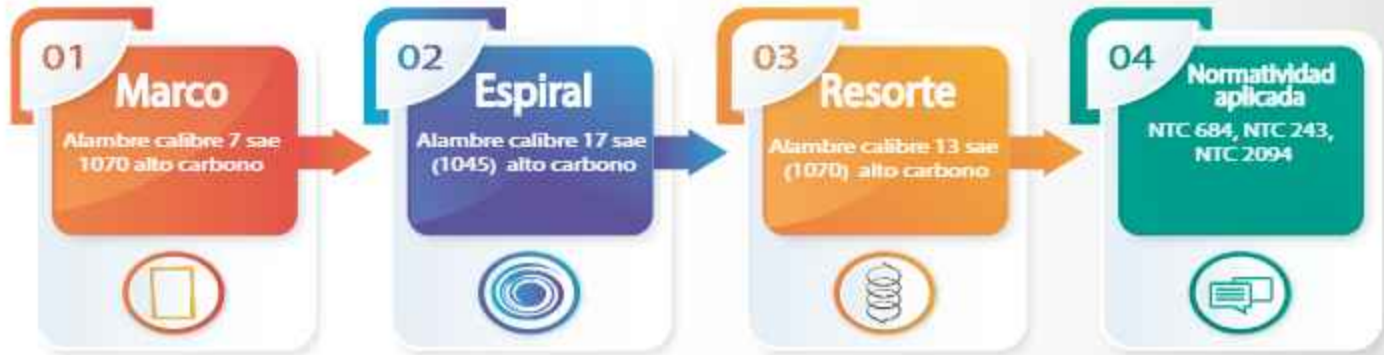 01
Marco
Alambre calibre 7 sae
1070 alto carbono
02
Espiral
Alambre calibre 17 sae
(1045) alto carbono
03
Resorte
Alambre calibre 13 sae
(1070) alto carbono
04
Normatividad
aplicada
NTC 684, NTC 243,
NTC 2094